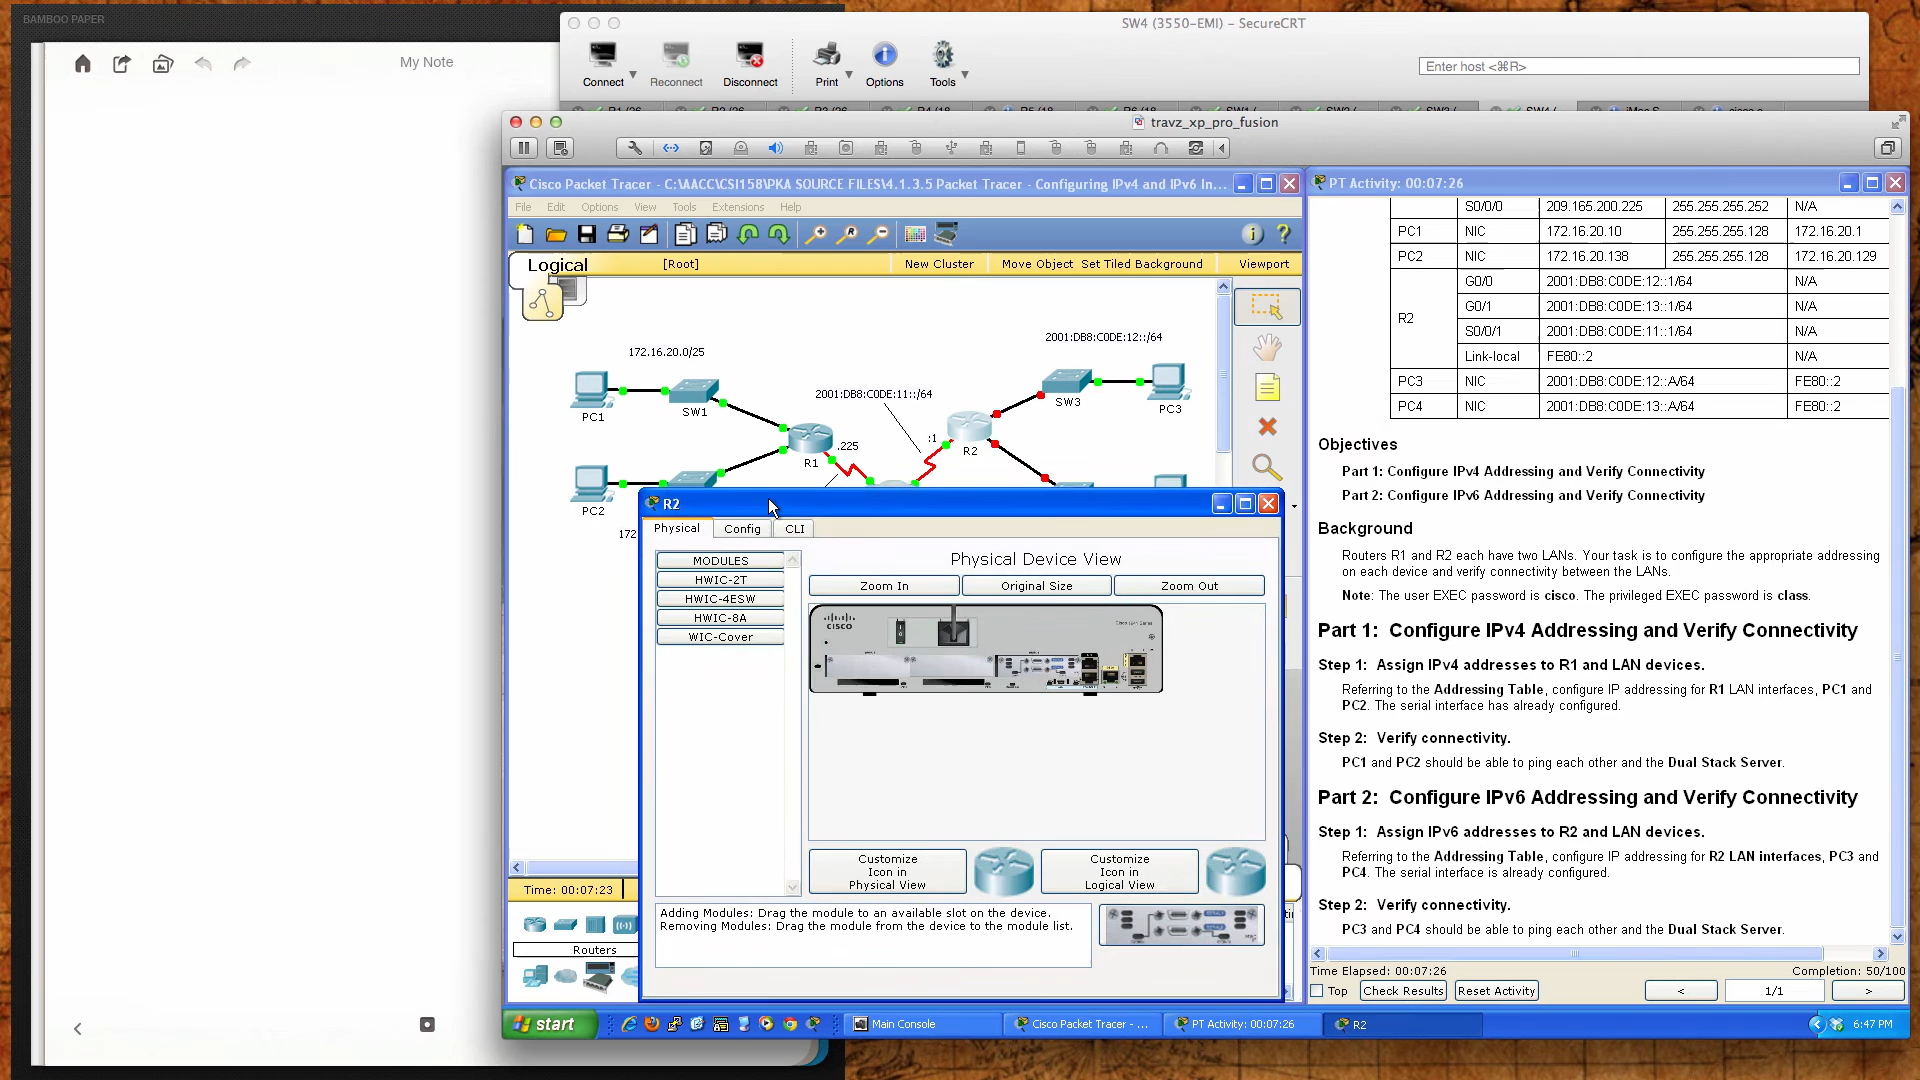 BAMBOO PAPER
My Note
SW4 (3550-EMI) – SecureCRT
Connect
Reconnect
Disconnect
Print
Options
Tools
Enter host <⌘R>
travz_xp_pro_fusion
Cisco Packet Tracer - C:\AACC\CSI158\PKA SOURCE FILES\4.1.3.5 Packet Tracer - Configuring IPv4 and IPv6 In...
File Edit Options View Tools Extensions Help
Logical
[Root]
New Cluster
Move Object
Set Tiled Background
Viewport
172.16.20.0/25
2001:DB8:C0DE:12::/64
2001:DB8:C0DE:11::/64
PC1
SW1
SW3
PC3
R1
.225
:1
R2
PC2
172
R2
Physical
Config
CLI
MODULES
HWIC-2T
HWIC-4ESW
HWIC-8A
WIC-Cover
Physical Device View
Zoom In
Original Size
Zoom Out
CISCO
Customize
Icon in
Physical View
Customize
Icon in
Logical View
Adding Modules: Drag the module to an available slot on the device.
Removing Modules: Drag the module from the device to the module list.
Time: 00:07:23
Routers
PT Activity: 00:07:26
S0/0/0 209.165.200.225 255.255.255.252 N/A
PC1 NIC 172.16.20.10 255.255.255.128 172.16.20.1
PC2 NIC 172.16.20.138 255.255.255.128 172.16.20.129
R2
G0/0 2001:DB8:C0DE:12::1/64 N/A
G0/1 2001:DB8:C0DE:13::1/64 N/A
S0/0/1 2001:DB8:C0DE:11::1/64 N/A
Link-local FE80::2 N/A
PC3 NIC 2001:DB8:C0DE:12::A/64 FE80::2
PC4 NIC 2001:DB8:C0DE:13::A/64 FE80::2
Objectives
Part 1: Configure IPv4 Addressing and Verify Connectivity
Part 2: Configure IPv6 Addressing and Verify Connectivity
Background
Routers R1 and R2 each have two LANs. Your task is to configure the appropriate addressing
on each device and verify connectivity between the LANs.
Note: The user EXEC password is cisco. The privileged EXEC password is class.
Part 1: Configure IPv4 Addressing and Verify Connectivity
Step 1: Assign IPv4 addresses to R1 and LAN devices.
Referring to the Addressing Table, configure IP addressing for R1 LAN interfaces, PC1 and
PC2. The serial interface has already configured.
Step 2: Verify connectivity.
PC1 and PC2 should be able to ping each other and the Dual Stack Server.
Part 2: Configure IPv6 Addressing and Verify Connectivity
Step 1: Assign IPv6 addresses to R2 and LAN devices.
Referring to the Addressing Table, configure IP addressing for R2 LAN interfaces, PC3 and
PC4. The serial interface is already configured.
Step 2: Verify connectivity.
PC3 and PC4 should be able to ping each other and the Dual Stack Server.
Time Elapsed: 00:07:26
Completion: 50/100
Top
Check Results
Reset Activity
<
1/1
>
start
Main Console
Cisco Packet Tracer - ...
PT Activity: 00:07:26
R2
6:47 PM